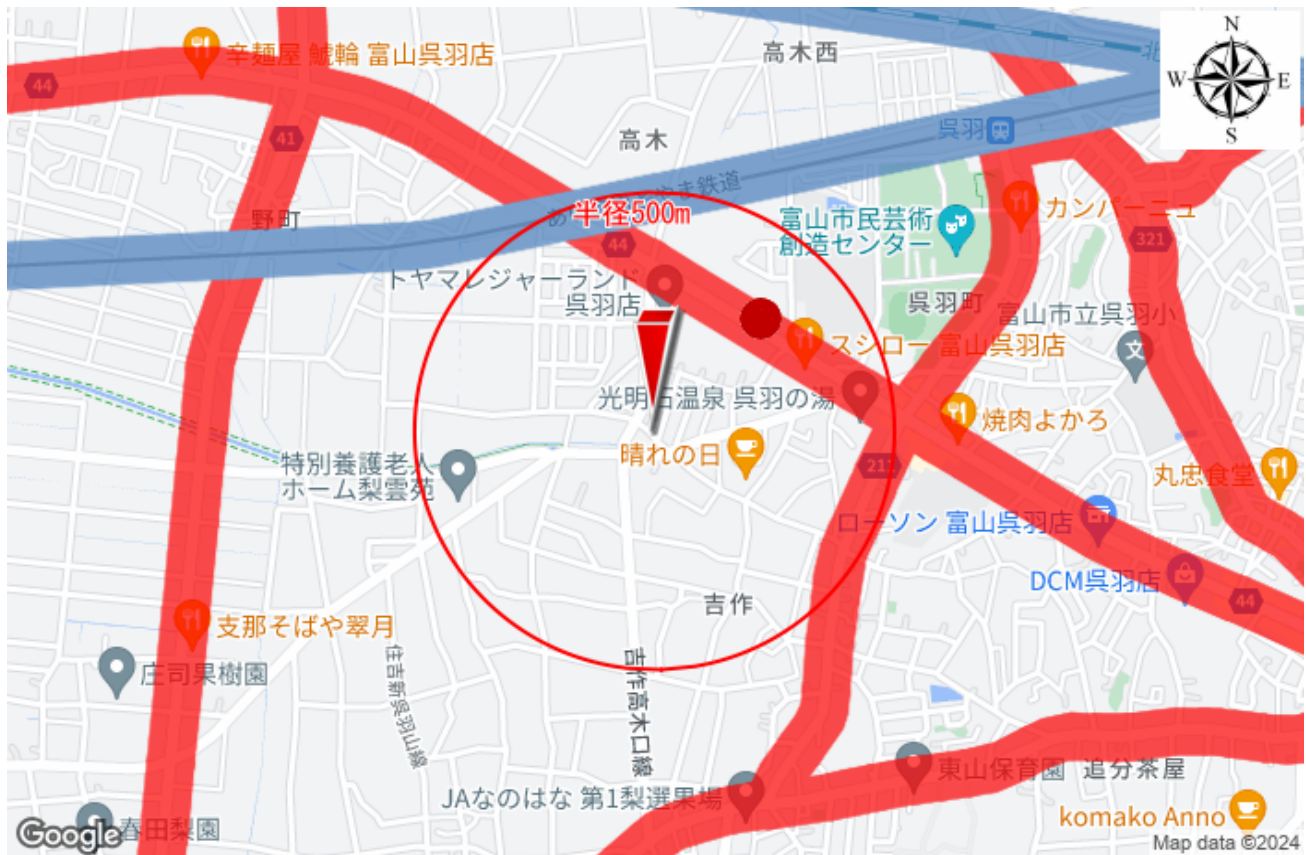 高木西
N
W
E
S
辛麺屋 鯱輪 富山呉羽店
44
41
高木
呉羽
野町
半径500m
44
富山市民芸術
創造センター
カンパーニュ
321
トヤマレジャーランド
呉羽店
呉羽町
富山市立呉羽小
文
スシロー 富山呉羽店
光明石温泉 呉羽の湯
焼肉よかろ
晴れの日
特別養護老人
ホーム梨雲苑
丸忠食堂
ローソン 富山呉羽店
DCM呉羽店
44
吉作
支那そばや翠月
庄司果樹園
住吉新呉羽山線
吉作高木口線
東山保育園
追分茶屋
JAなのはな 第1梨選果場
komako Anno
Google
春田梨園
Map data ©2024